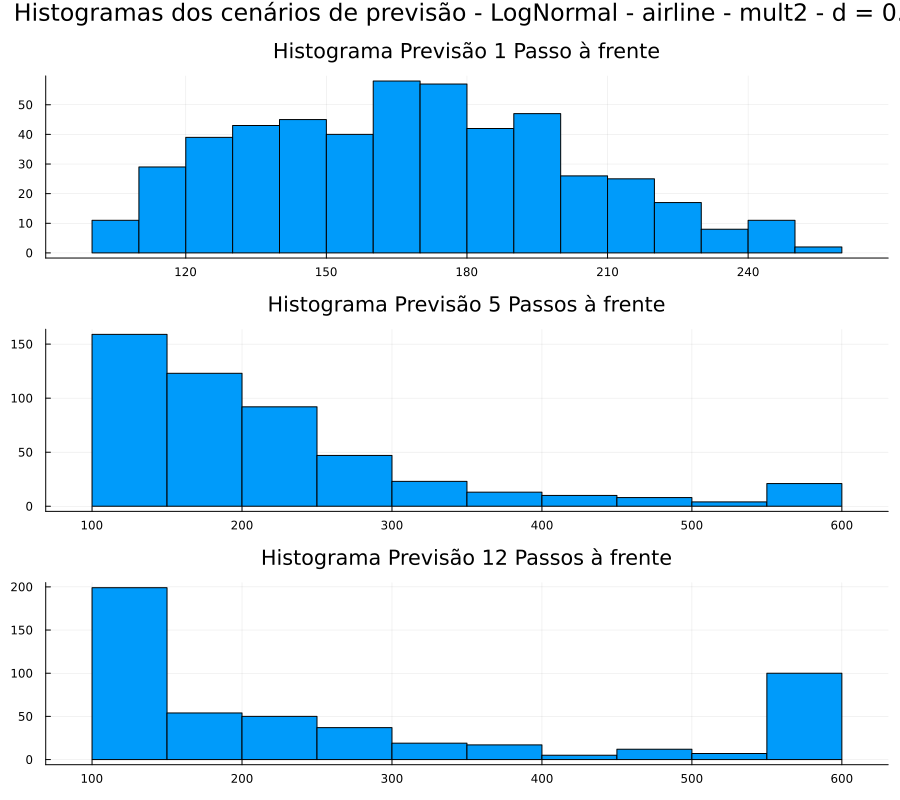 Histogramas dos cenários de previsão - LogNormal - airline - mult2 - d = 0.
Histograma Previsão 1 Passo à frente
50
40
30
20
10
0
120 150 180 210 240
Histograma Previsão 5 Passos à frente
150
100
50
0
100 200 300 400 500 600
Histograma Previsão 12 Passos à frente
200
150
100
50
0
100 200 300 400 500 600